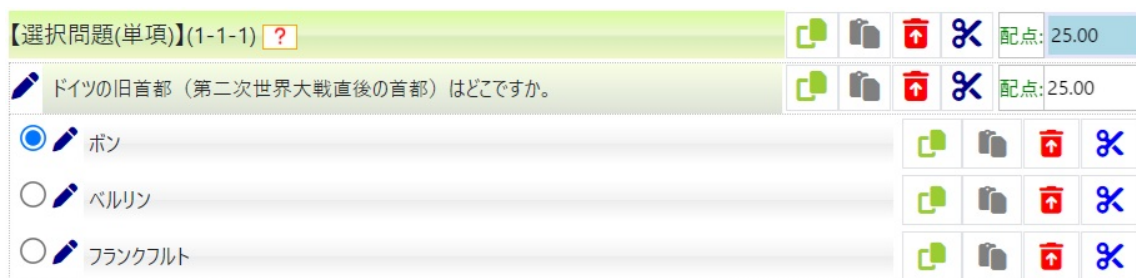 【選択問題(単項)】(1-1-1) ? 配点: 25.00
ドイツの旧首都（第二次世界大戦直後の首都）はどこですか。 配点: 25.00
ボン
ベルリン
フランクフルト